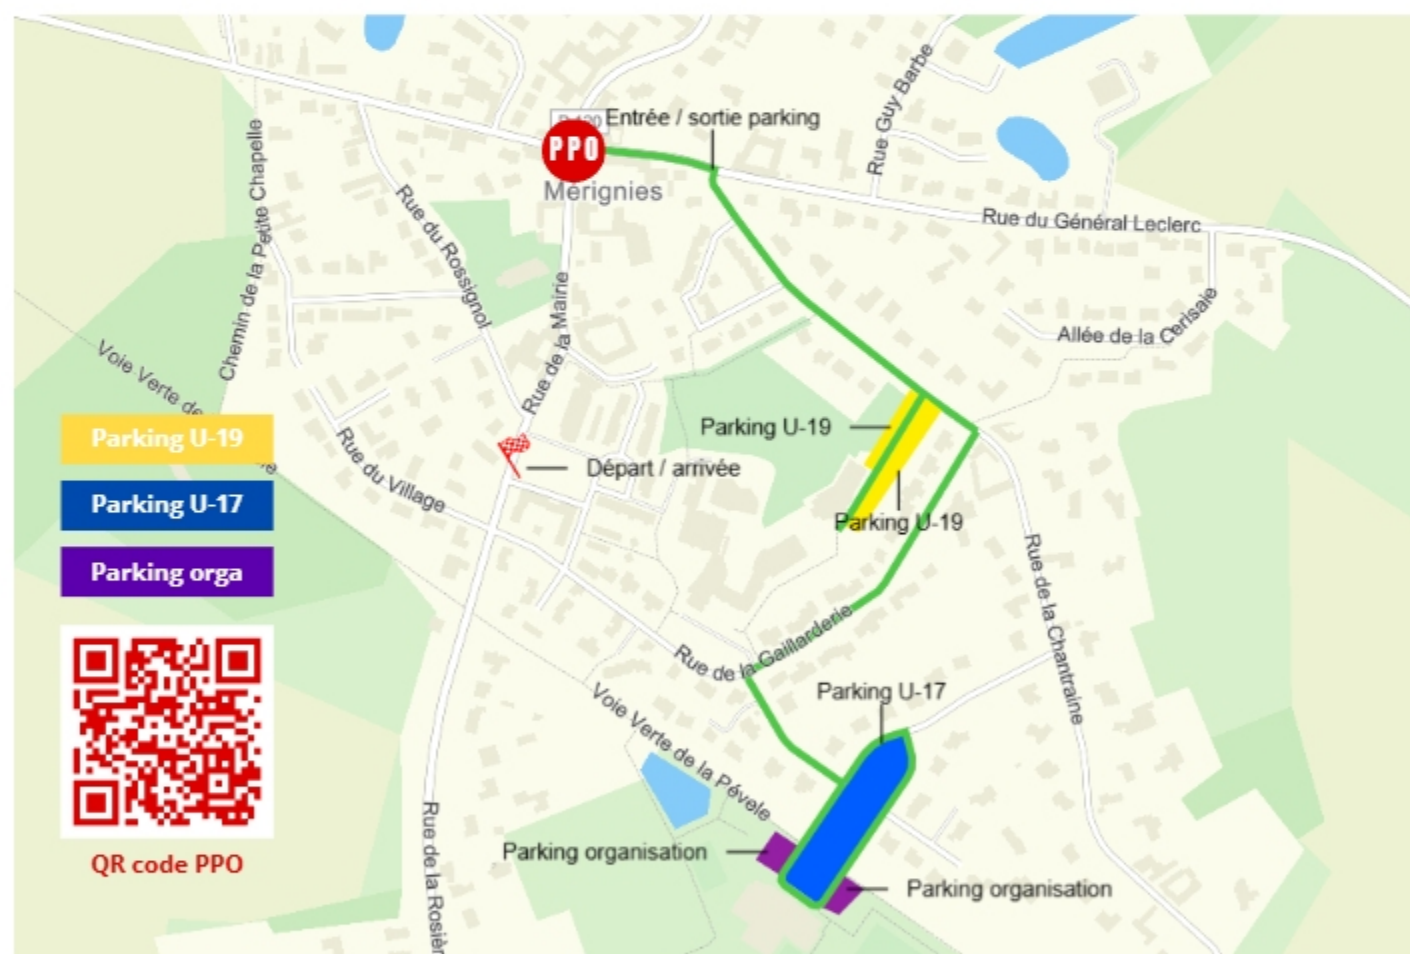 Entrée / sortie parking
PPO
Mérignies
Rue Guy Barbe
Rue du Général Leclerc
Chemin de la Petite Chapelle
Rue du Rossignol
Rue de la Mairie
Allée de la Cerisaie
Voie Verte de
Parking U-19
Parking U-19
Départ / arrivée
Rue du Village
Parking U-17
Parking U-19
Parking orga
Rue de la Chantraine
Rue de la Gaillarderie
Parking U-17
Voie Verte de la Pévele
Rue de la Rosièr
Parking organisation
QR code PPO
Parking organisation